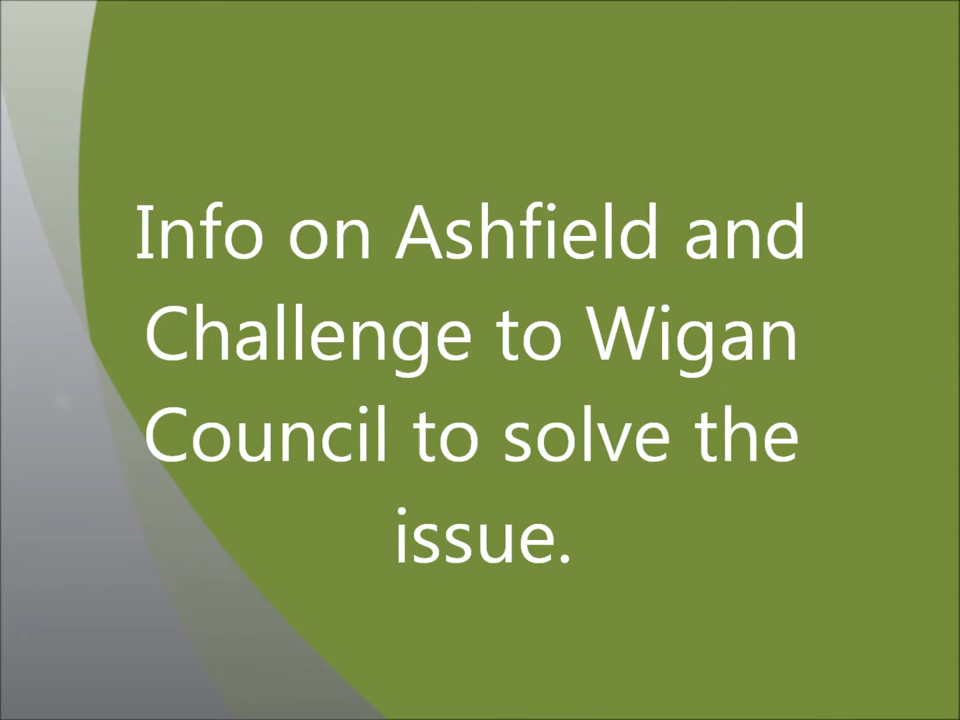 Info on Ashfield and
Challenge to Wigan
Council to solve the
issue.